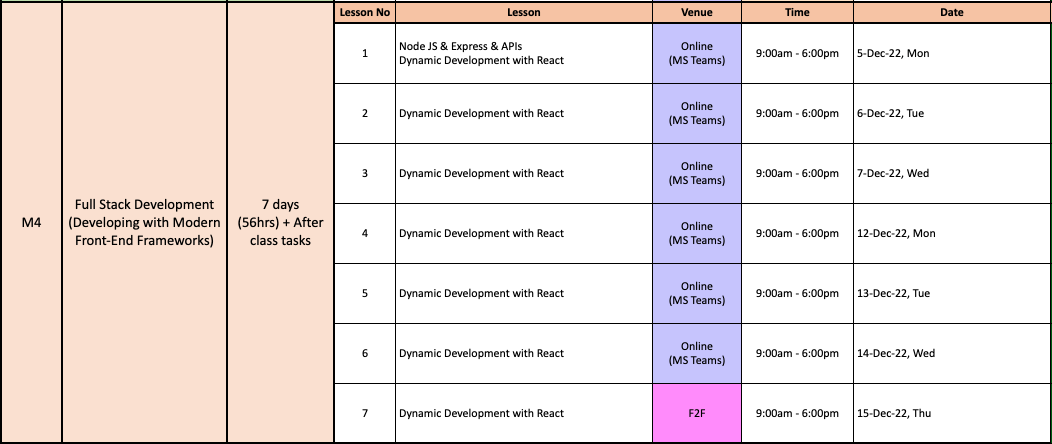 Lesson No Lesson Venue Time Date
M4
Full Stack Development
(Developing with Modern
Front-End Frameworks)
7 days
(56hrs) + After
class tasks
1
Node JS & Express & APIs
Dynamic Development with React
Online
(MS Teams)
9:00am - 6:00pm
5-Dec-22, Mon
2
Dynamic Development with React
Online
(MS Teams)
9:00am - 6:00pm
6-Dec-22, Tue
3
Dynamic Development with React
Online
(MS Teams)
9:00am - 6:00pm
7-Dec-22, Wed
4
Dynamic Development with React
Online
(MS Teams)
9:00am - 6:00pm
12-Dec-22, Mon
5
Dynamic Development with React
Online
(MS Teams)
9:00am - 6:00pm
13-Dec-22, Tue
6
Dynamic Development with React
Online
(MS Teams)
9:00am - 6:00pm
14-Dec-22, Wed
7
Dynamic Development with React
F2F
9:00am - 6:00pm
15-Dec-22, Thu